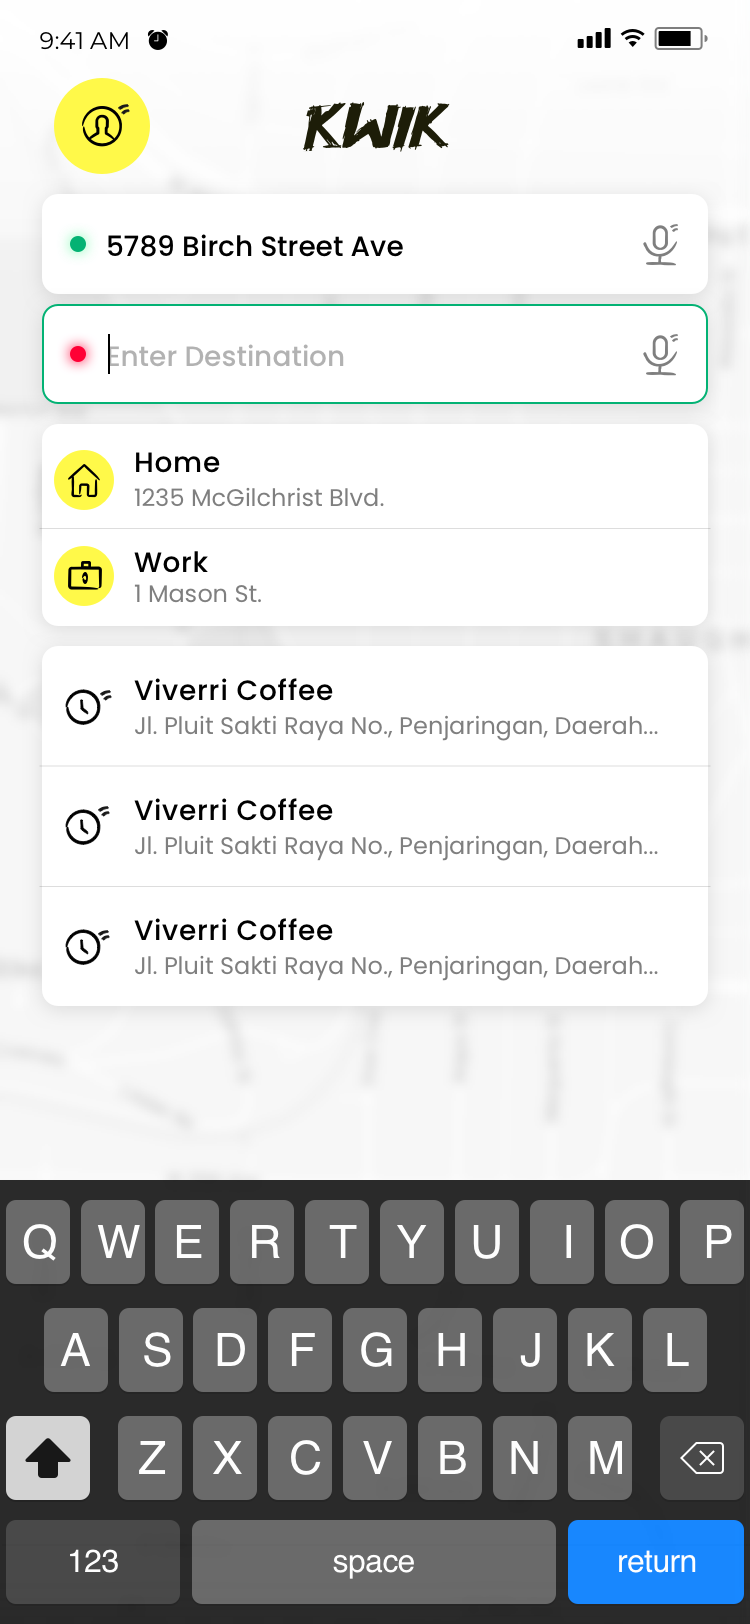 9:41 AM
KWIK
5789 Birch Street Ave
Enter Destination
Home
1235 McGilchrist Blvd.
Work
1 Mason St.
Viverri Coffee
Jl. Pluit Sakti Raya No., Penjaringan, Daerah...
Viverri Coffee
Jl. Pluit Sakti Raya No., Penjaringan, Daerah...
Viverri Coffee
Jl. Pluit Sakti Raya No., Penjaringan, Daerah...
Q W E R T Y U I O P
A S D F G H J K L
Z X C V B N M
123 space return